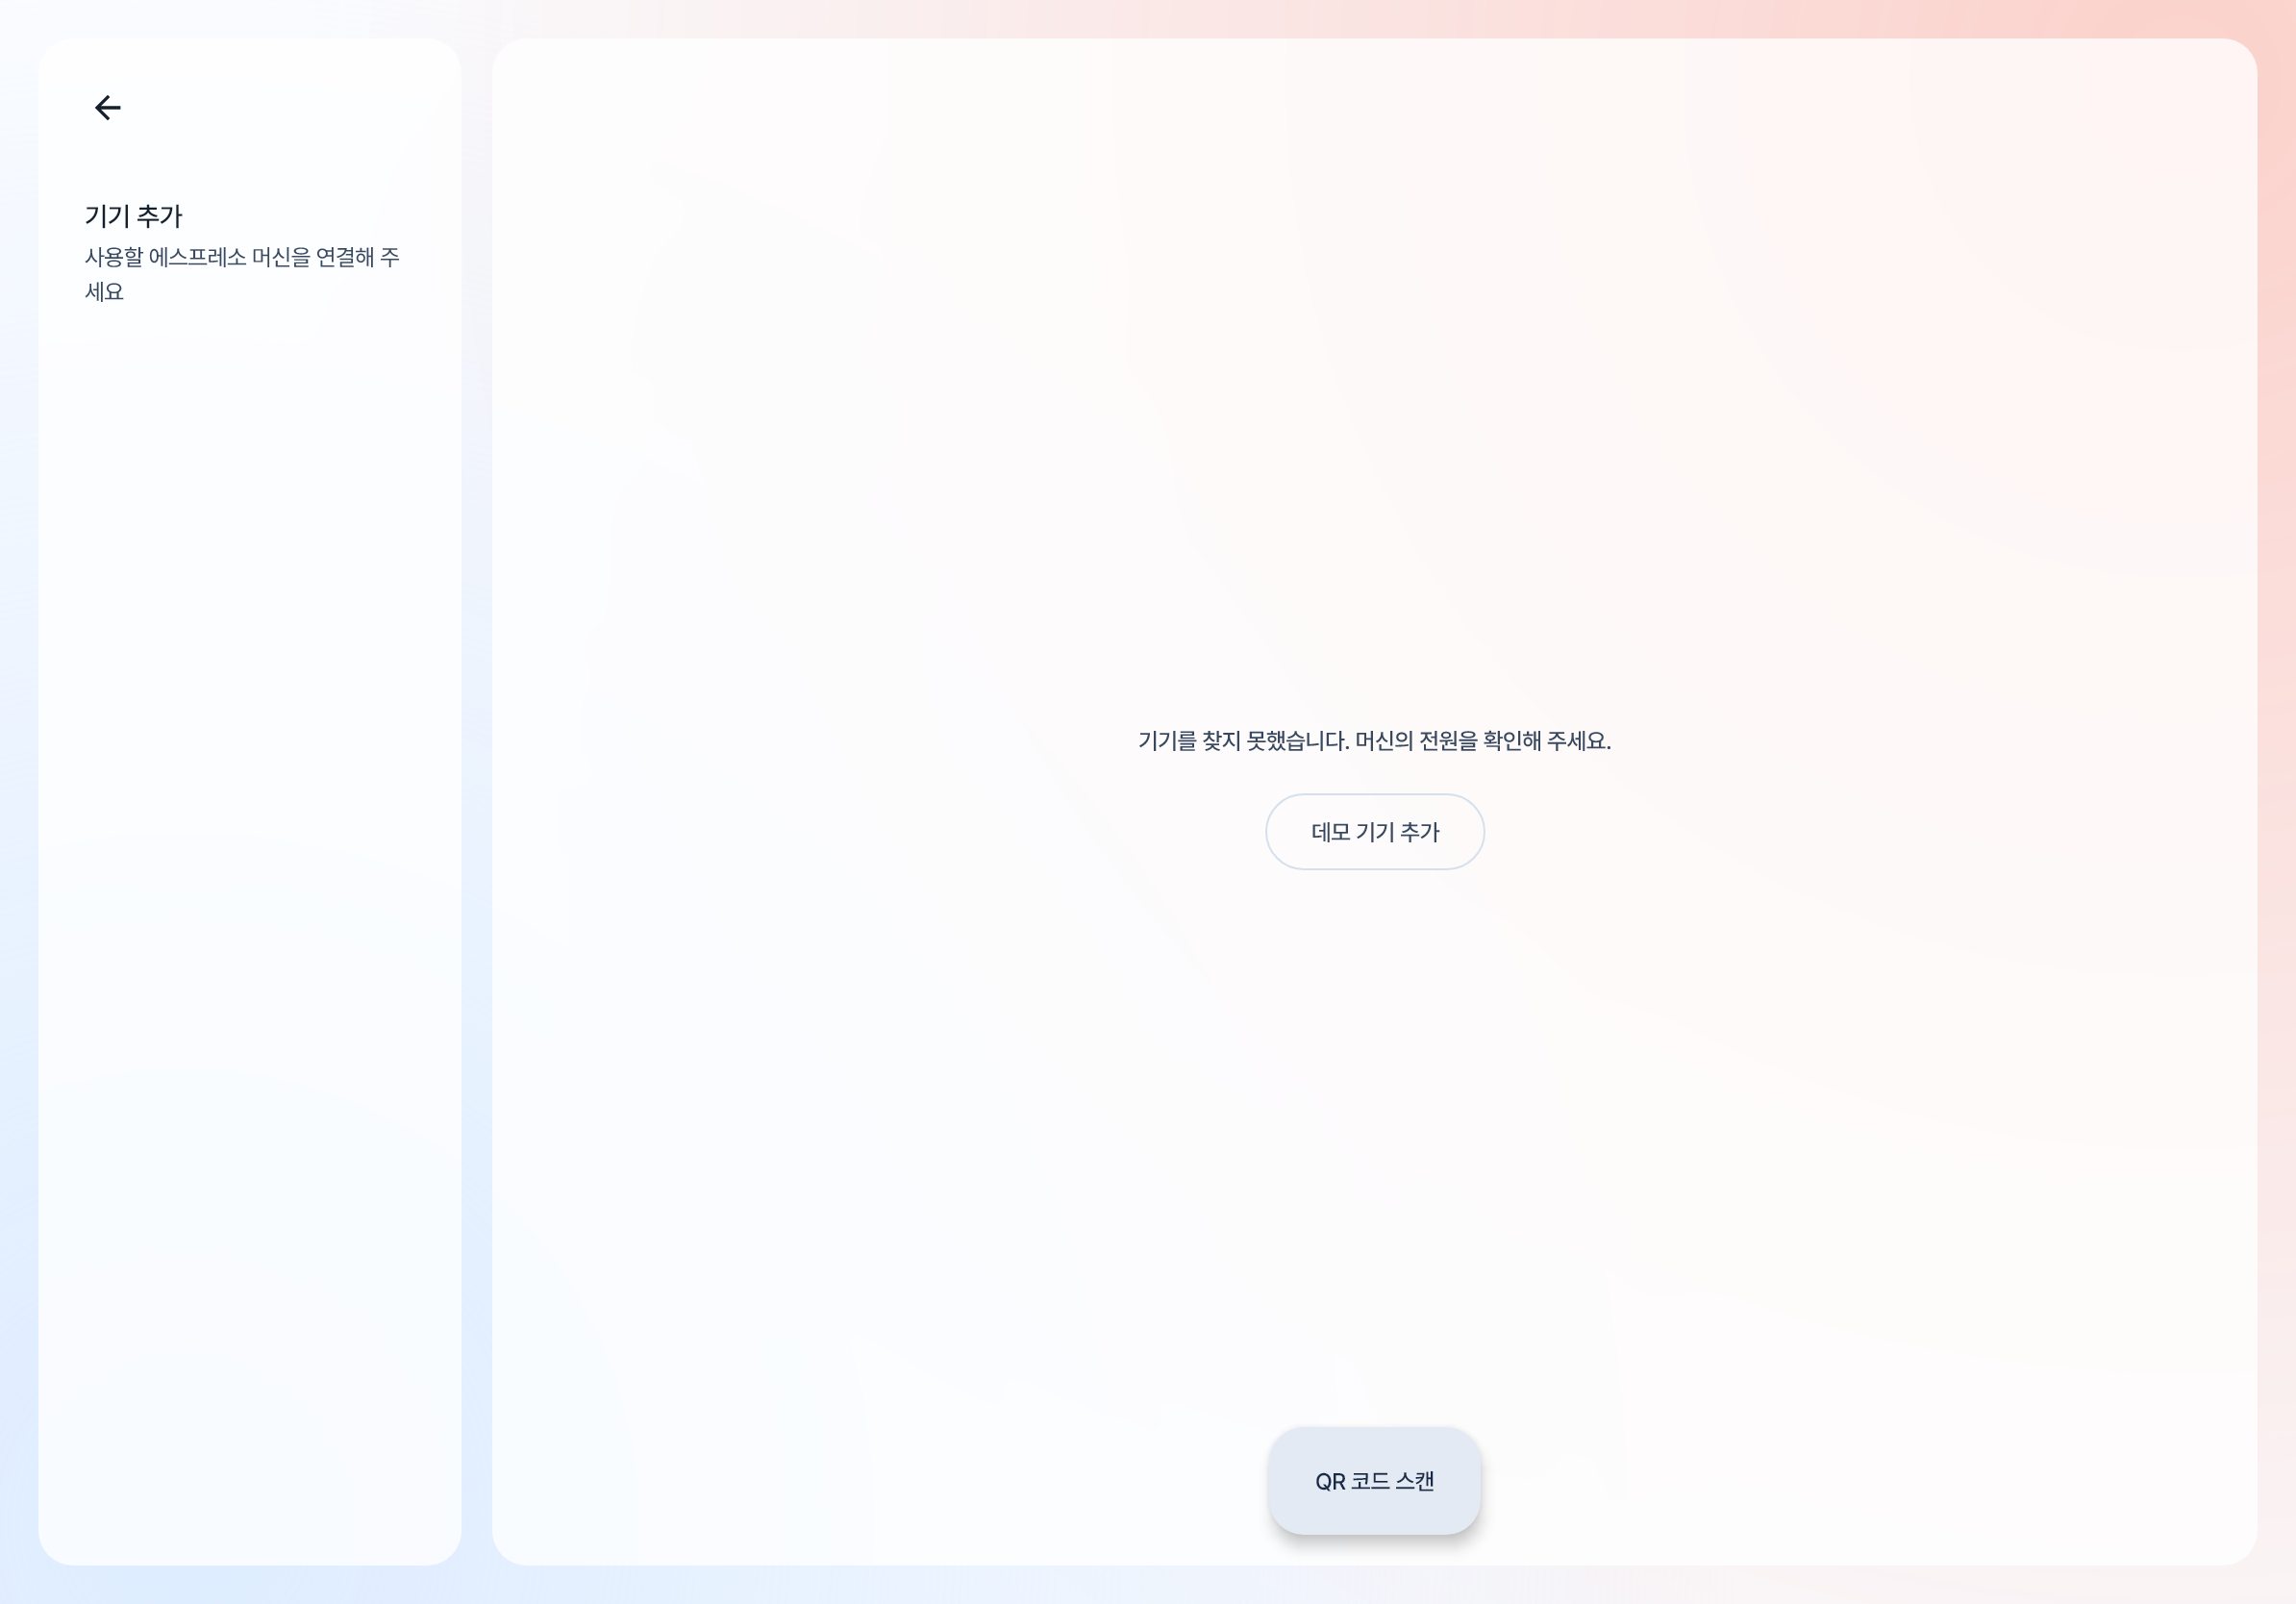 기기 추가
사용할 에스프레소 머신을 연결해 주
세요
기기를 찾지 못했습니다. 머신의 전원을 확인해 주세요.
데모 기기 추가
QR 코드 스캔